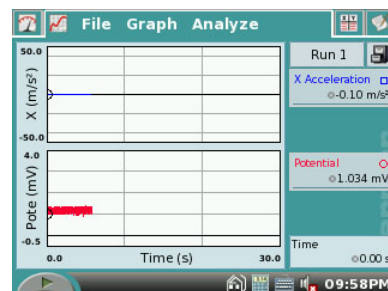 File Graph Analyze
50.0
X (m/s²)
-50.0
4.0
Pote (mV)
-0.5
0.0 Time (s) 30.0
Run 1
X Acceleration
-0.10 m/s²
Potential
1.034 mV
Time
0.00 s
09:58PM